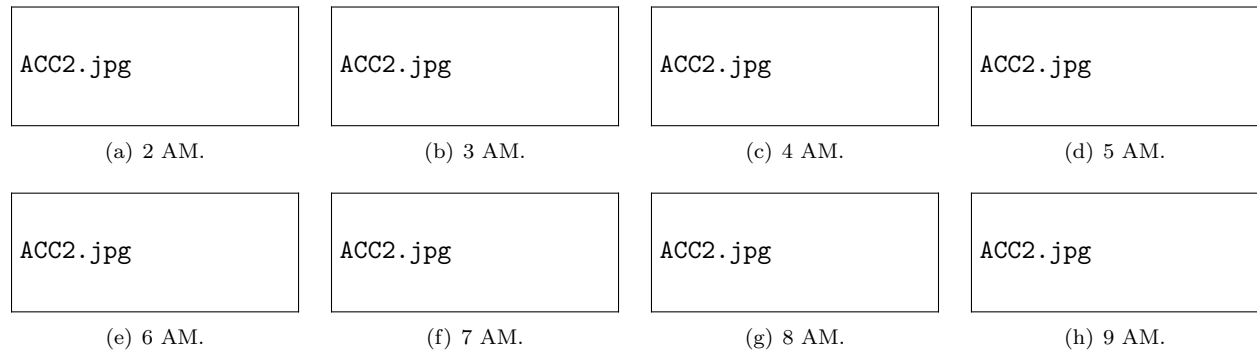 ACC2.jpg ACC2.jpg ACC2.jpg ACC2.jpg
(a) 2 AM. (b) 3 AM. (c) 4 AM. (d) 5 AM.
ACC2.jpg ACC2.jpg ACC2.jpg ACC2.jpg
(e) 6 AM. (f) 7 AM. (g) 8 AM. (h) 9 AM.